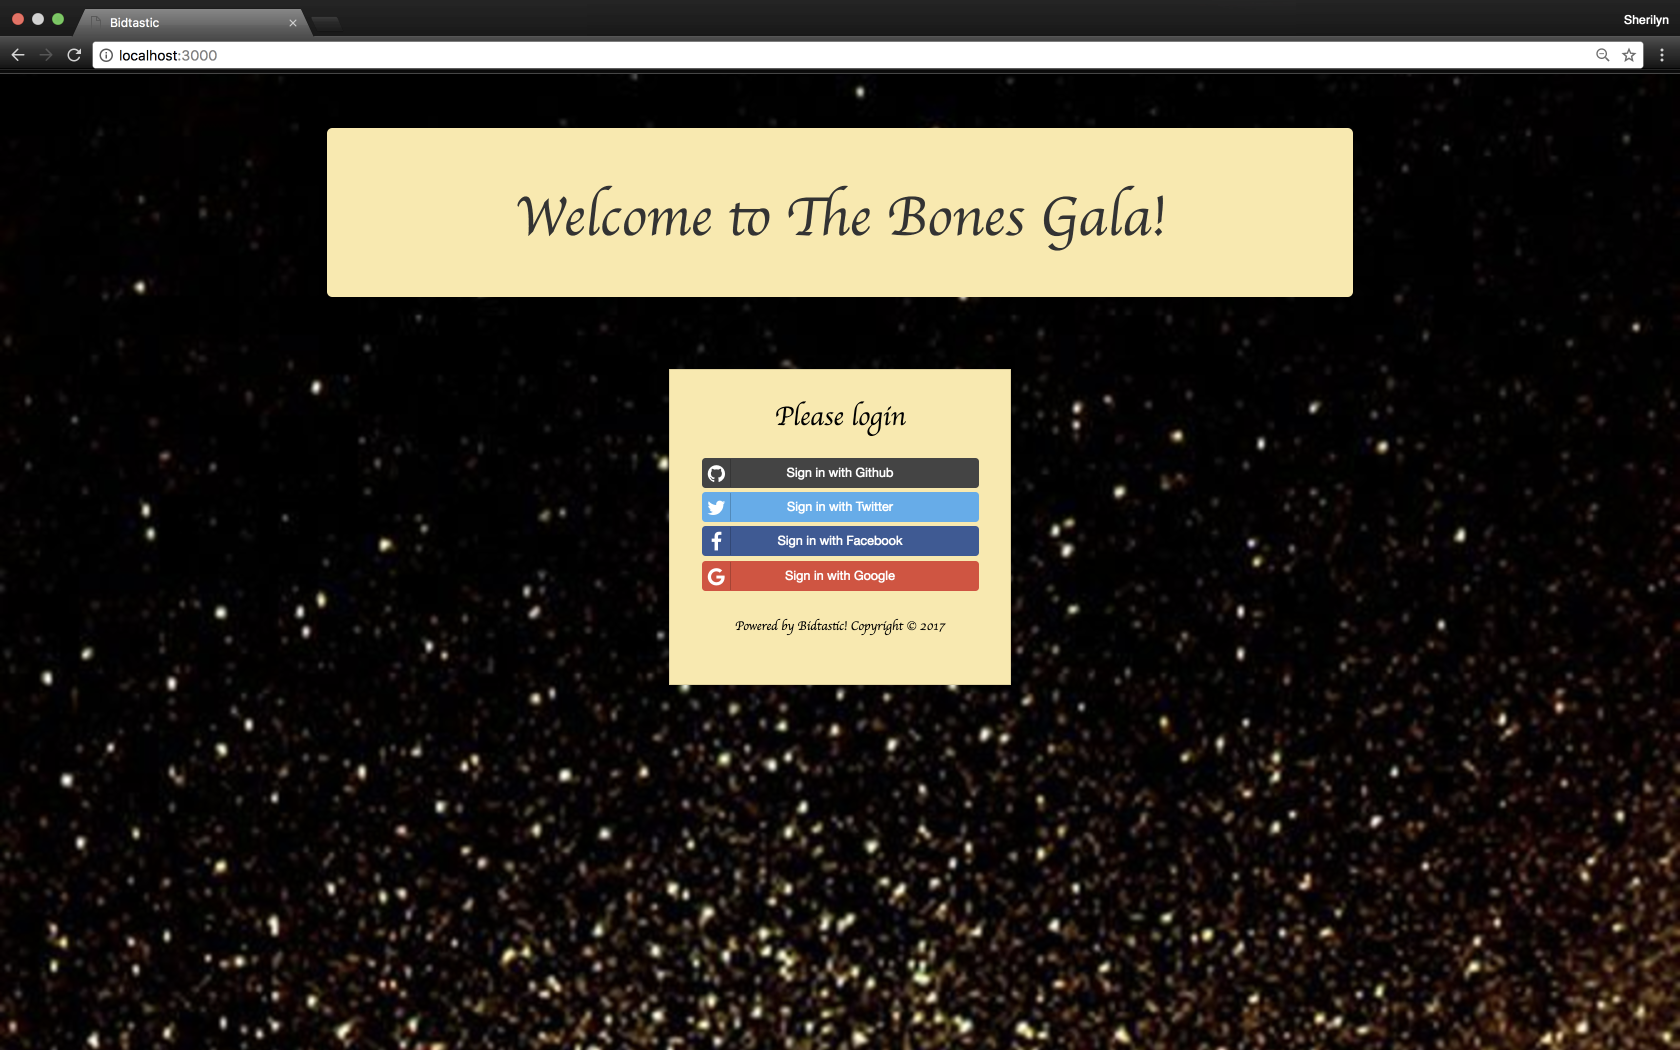 Bidtastic
Sherilyn
localhost:3000
Welcome to The Bones Gala!
Please login
Sign in with Github
Sign in with Twitter
Sign in with Facebook
Sign in with Google
Powered by Bidtastic! Copyright © 2017